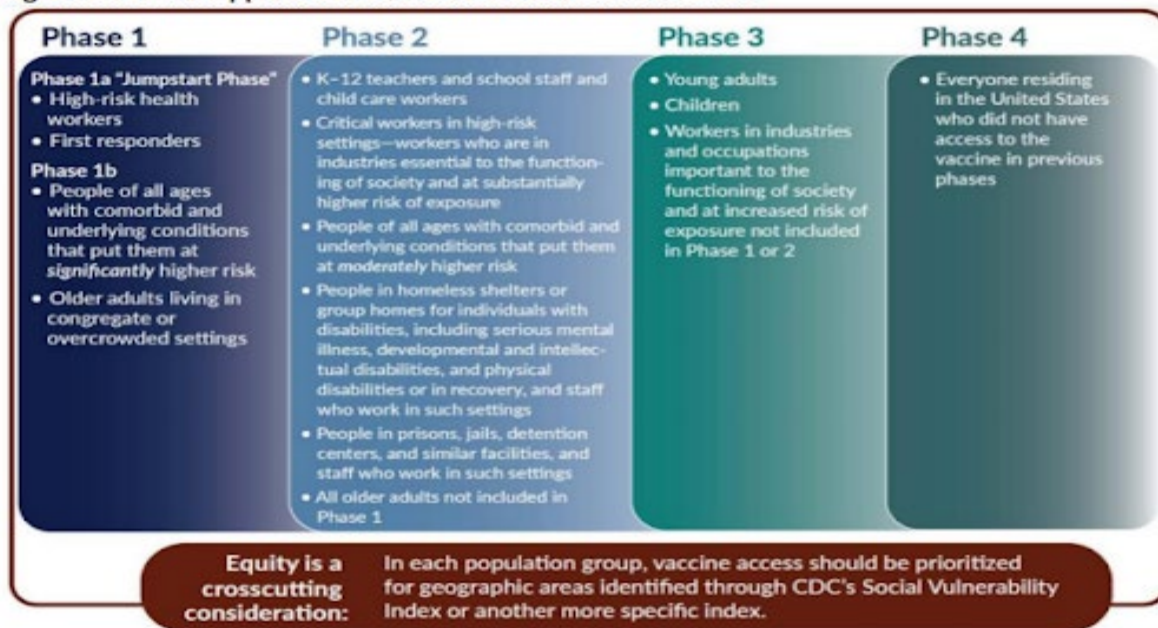 Phase 1
Phase 1a "Jumpstart Phase"
• High-risk health
workers
• First responders
Phase 1b
• People of all ages
with comorbid and
underlying conditions
that put them at
significantly higher risk
• Older adults living in
congregate or
overcrowded settings
Phase 2
• K–12 teachers and school staff and
child care workers
• Critical workers in high-risk
settings—workers who are in
industries essential to the function-
ing of society and at substantially
higher risk of exposure
• People of all ages with comorbid and
underlying conditions that put them
at moderately higher risk
• People in homeless shelters or
group homes for individuals with
disabilities, including serious mental
illness, developmental and intellec-
tual disabilities, and physical
disabilities or in recovery, and staff
who work in such settings
• People in prisons, jails, detention
centers, and similar facilities, and
staff who work in such settings
• All older adults not included in
Phase 1
Phase 3
• Young adults
• Children
• Workers in industries
and occupations
important to the
functioning of society
and at increased risk of
exposure not included
in Phase 1 or 2
Phase 4
• Everyone residing
in the United States
who did not have
access to the
vaccine in previous
phases
Equity is a
crosscutting
consideration:
In each population group, vaccine access should be prioritized
for geographic areas identified through CDC's Social Vulnerability
Index or another more specific index.